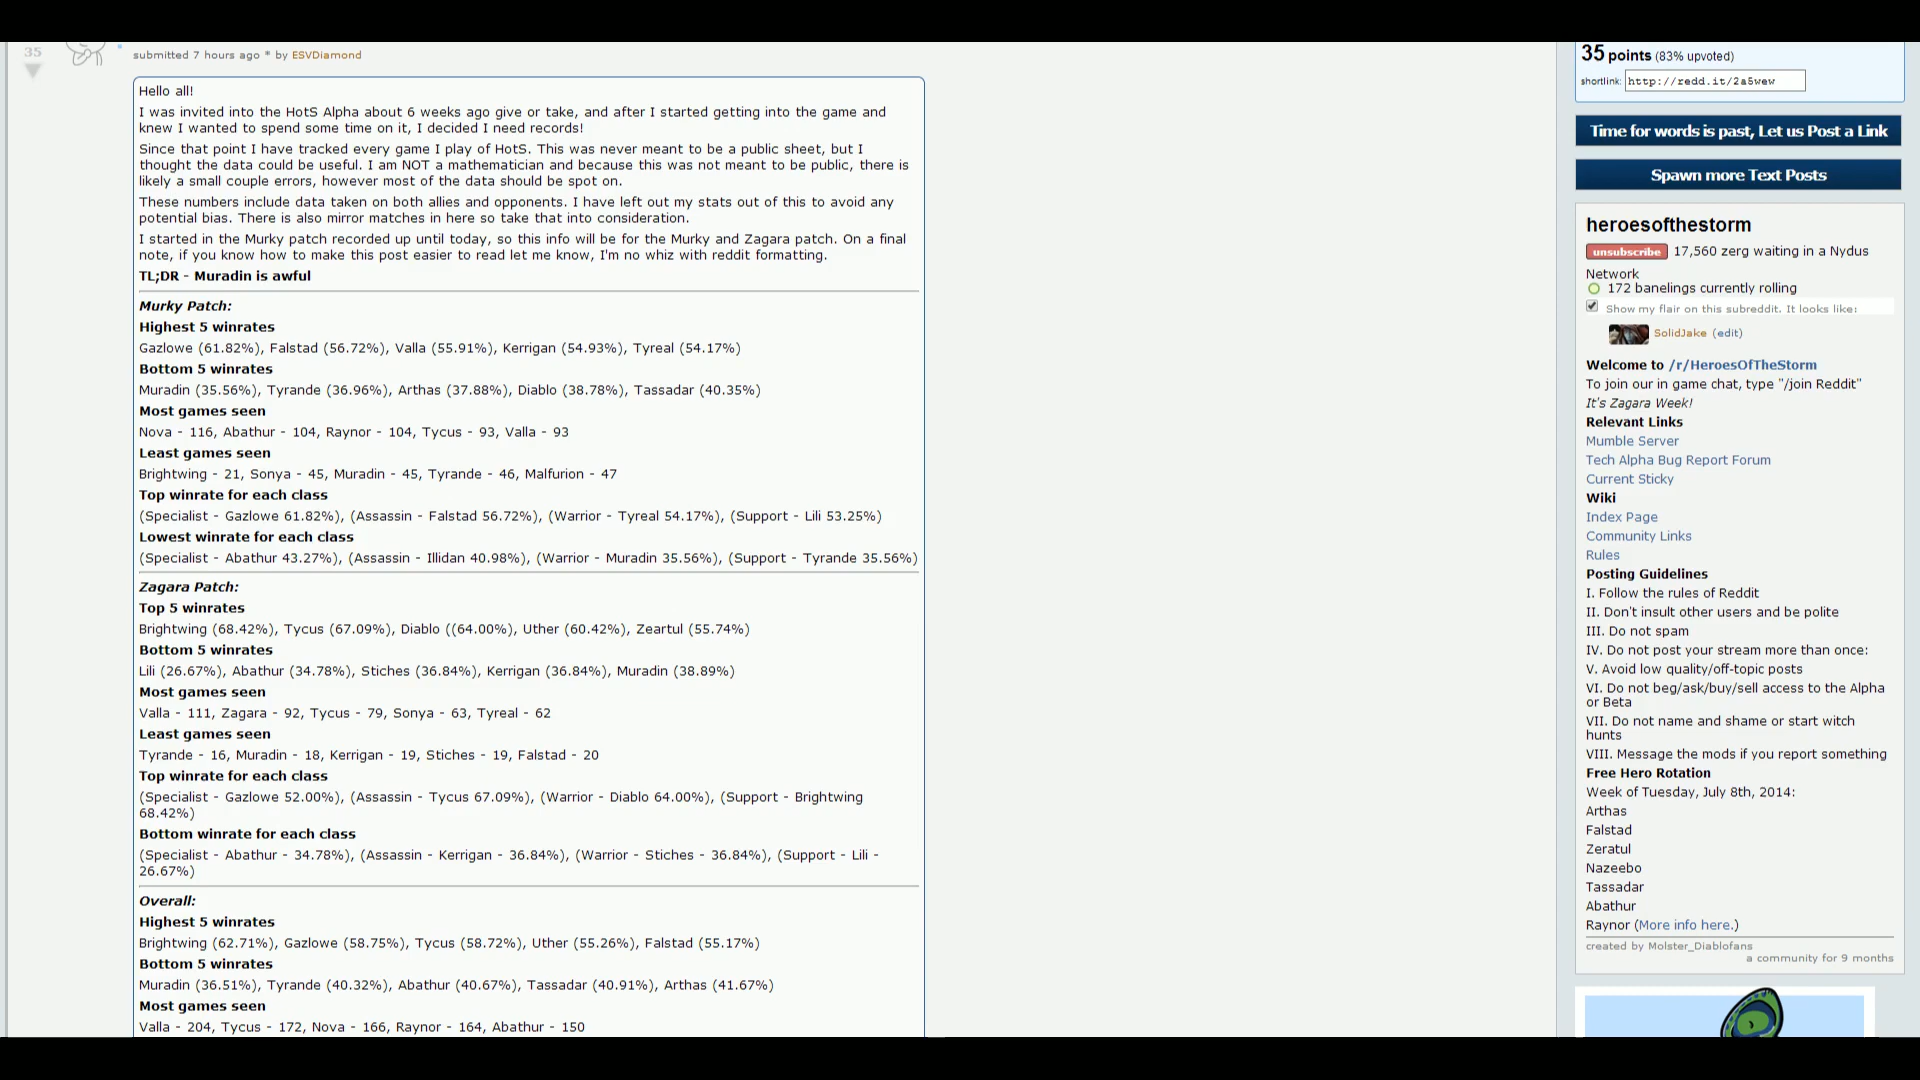 35
submitted 7 hours ago * by ESVDiamond
Hello all!
I was invited into the HotS Alpha about 6 weeks ago give or take, and after I started getting into the game and
knew I wanted to spend some time on it, I decided I need records!
Since that point I have tracked every game I play of HotS. This was never meant to be a public sheet, but I
thought the data could be useful. I am NOT a mathematician and because this was not meant to be public, there is
likely a small couple errors, however most of the data should be spot on.
These numbers include data taken on both allies and opponents. I have left out my stats out of this to avoid any
potential bias. There is also mirror matches in here so take that into consideration.
I started in the Murky patch recorded up until today, so this info will be for the Murky and Zagara patch. On a final
note, if you know how to make this post easier to read let me know, I'm no whiz with reddit formatting.
TL;DR - Muradin is awful
Murky Patch:
Highest 5 winrates
Gazlowe (61.82%), Falstad (56.72%), Valla (55.91%), Kerrigan (54.93%), Tyreal (54.17%)
Bottom 5 winrates
Muradin (35.56%), Tyrande (36.96%), Arthas (37.88%), Diablo (38.78%), Tassadar (40.35%)
Most games seen
Nova - 116, Abathur - 104, Raynor - 104, Tycus - 93, Valla - 93
Least games seen
Brightwing - 21, Sonya - 45, Muradin - 45, Tyrande - 46, Malfurion - 47
Top winrate for each class
(Specialist - Gazlowe 61.82%), (Assassin - Falstad 56.72%), (Warrior - Tyreal 54.17%), (Support - Lili 53.25%)
Lowest winrate for each class
(Specialist - Abathur 43.27%), (Assassin - Illidan 40.98%), (Warrior - Muradin 35.56%), (Support - Tyrande 35.56%)
Zagara Patch:
Top 5 winrates
Brightwing (68.42%), Tycus (67.09%), Diablo ((64.00%), Uther (60.42%), Zeartul (55.74%)
Bottom 5 winrates
Lili (26.67%), Abathur (34.78%), Stiches (36.84%), Kerrigan (36.84%), Muradin (38.89%)
Most games seen
Valla - 111, Zagara - 92, Tycus - 79, Sonya - 63, Tyreal - 62
Least games seen
Tyrande - 16, Muradin - 18, Kerrigan - 19, Stiches - 19, Falstad - 20
Top winrate for each class
(Specialist - Gazlowe 52.00%), (Assassin - Tycus 67.09%), (Warrior - Diablo 64.00%), (Support - Brightwing
68.42%)
Bottom winrate for each class
(Specialist - Abathur - 34.78%), (Assassin - Kerrigan - 36.84%), (Warrior - Stiches - 36.84%), (Support - Lili -
26.67%)
Overall:
Highest 5 winrates
Brightwing (62.71%), Gazlowe (58.75%), Tycus (58.72%), Uther (55.26%), Falstad (55.17%)
Bottom 5 winrates
Muradin (36.51%), Tyrande (40.32%), Abathur (40.67%), Tassadar (40.91%), Arthas (41.67%)
Most games seen
Valla - 204, Tycus - 172, Nova - 166, Raynor - 164, Abathur - 150
35 points (83% upvoted)
shortlink: http://redd.it/2a5wew
Time for words is past, Let us Post a Link
Spawn more Text Posts
heroesofthestorm
unsubscribe 17,560 zerg waiting in a Nydus
Network
172 banelings currently rolling
Show my flair on this subreddit. It looks like:
SolidJake (edit)
Welcome to /r/HeroesOfTheStorm
To join our in game chat, type "/join Reddit"
It's Zagara Week!
Relevant Links
Mumble Server
Tech Alpha Bug Report Forum
Current Sticky
Wiki
Index Page
Community Links
Rules
Posting Guidelines
I. Follow the rules of Reddit
II. Don't insult other users and be polite
III. Do not spam
IV. Do not post your stream more than once:
V. Avoid low quality/off-topic posts
VI. Do not beg/ask/buy/sell access to the Alpha
or Beta
VII. Do not name and shame or start witch
hunts
VIII. Message the mods if you report something
Free Hero Rotation
Week of Tuesday, July 8th, 2014:
Arthas
Falstad
Zeratul
Nazeebo
Tassadar
Abathur
Raynor (More info here.)
created by Molster_Diablofans
a community for 9 months